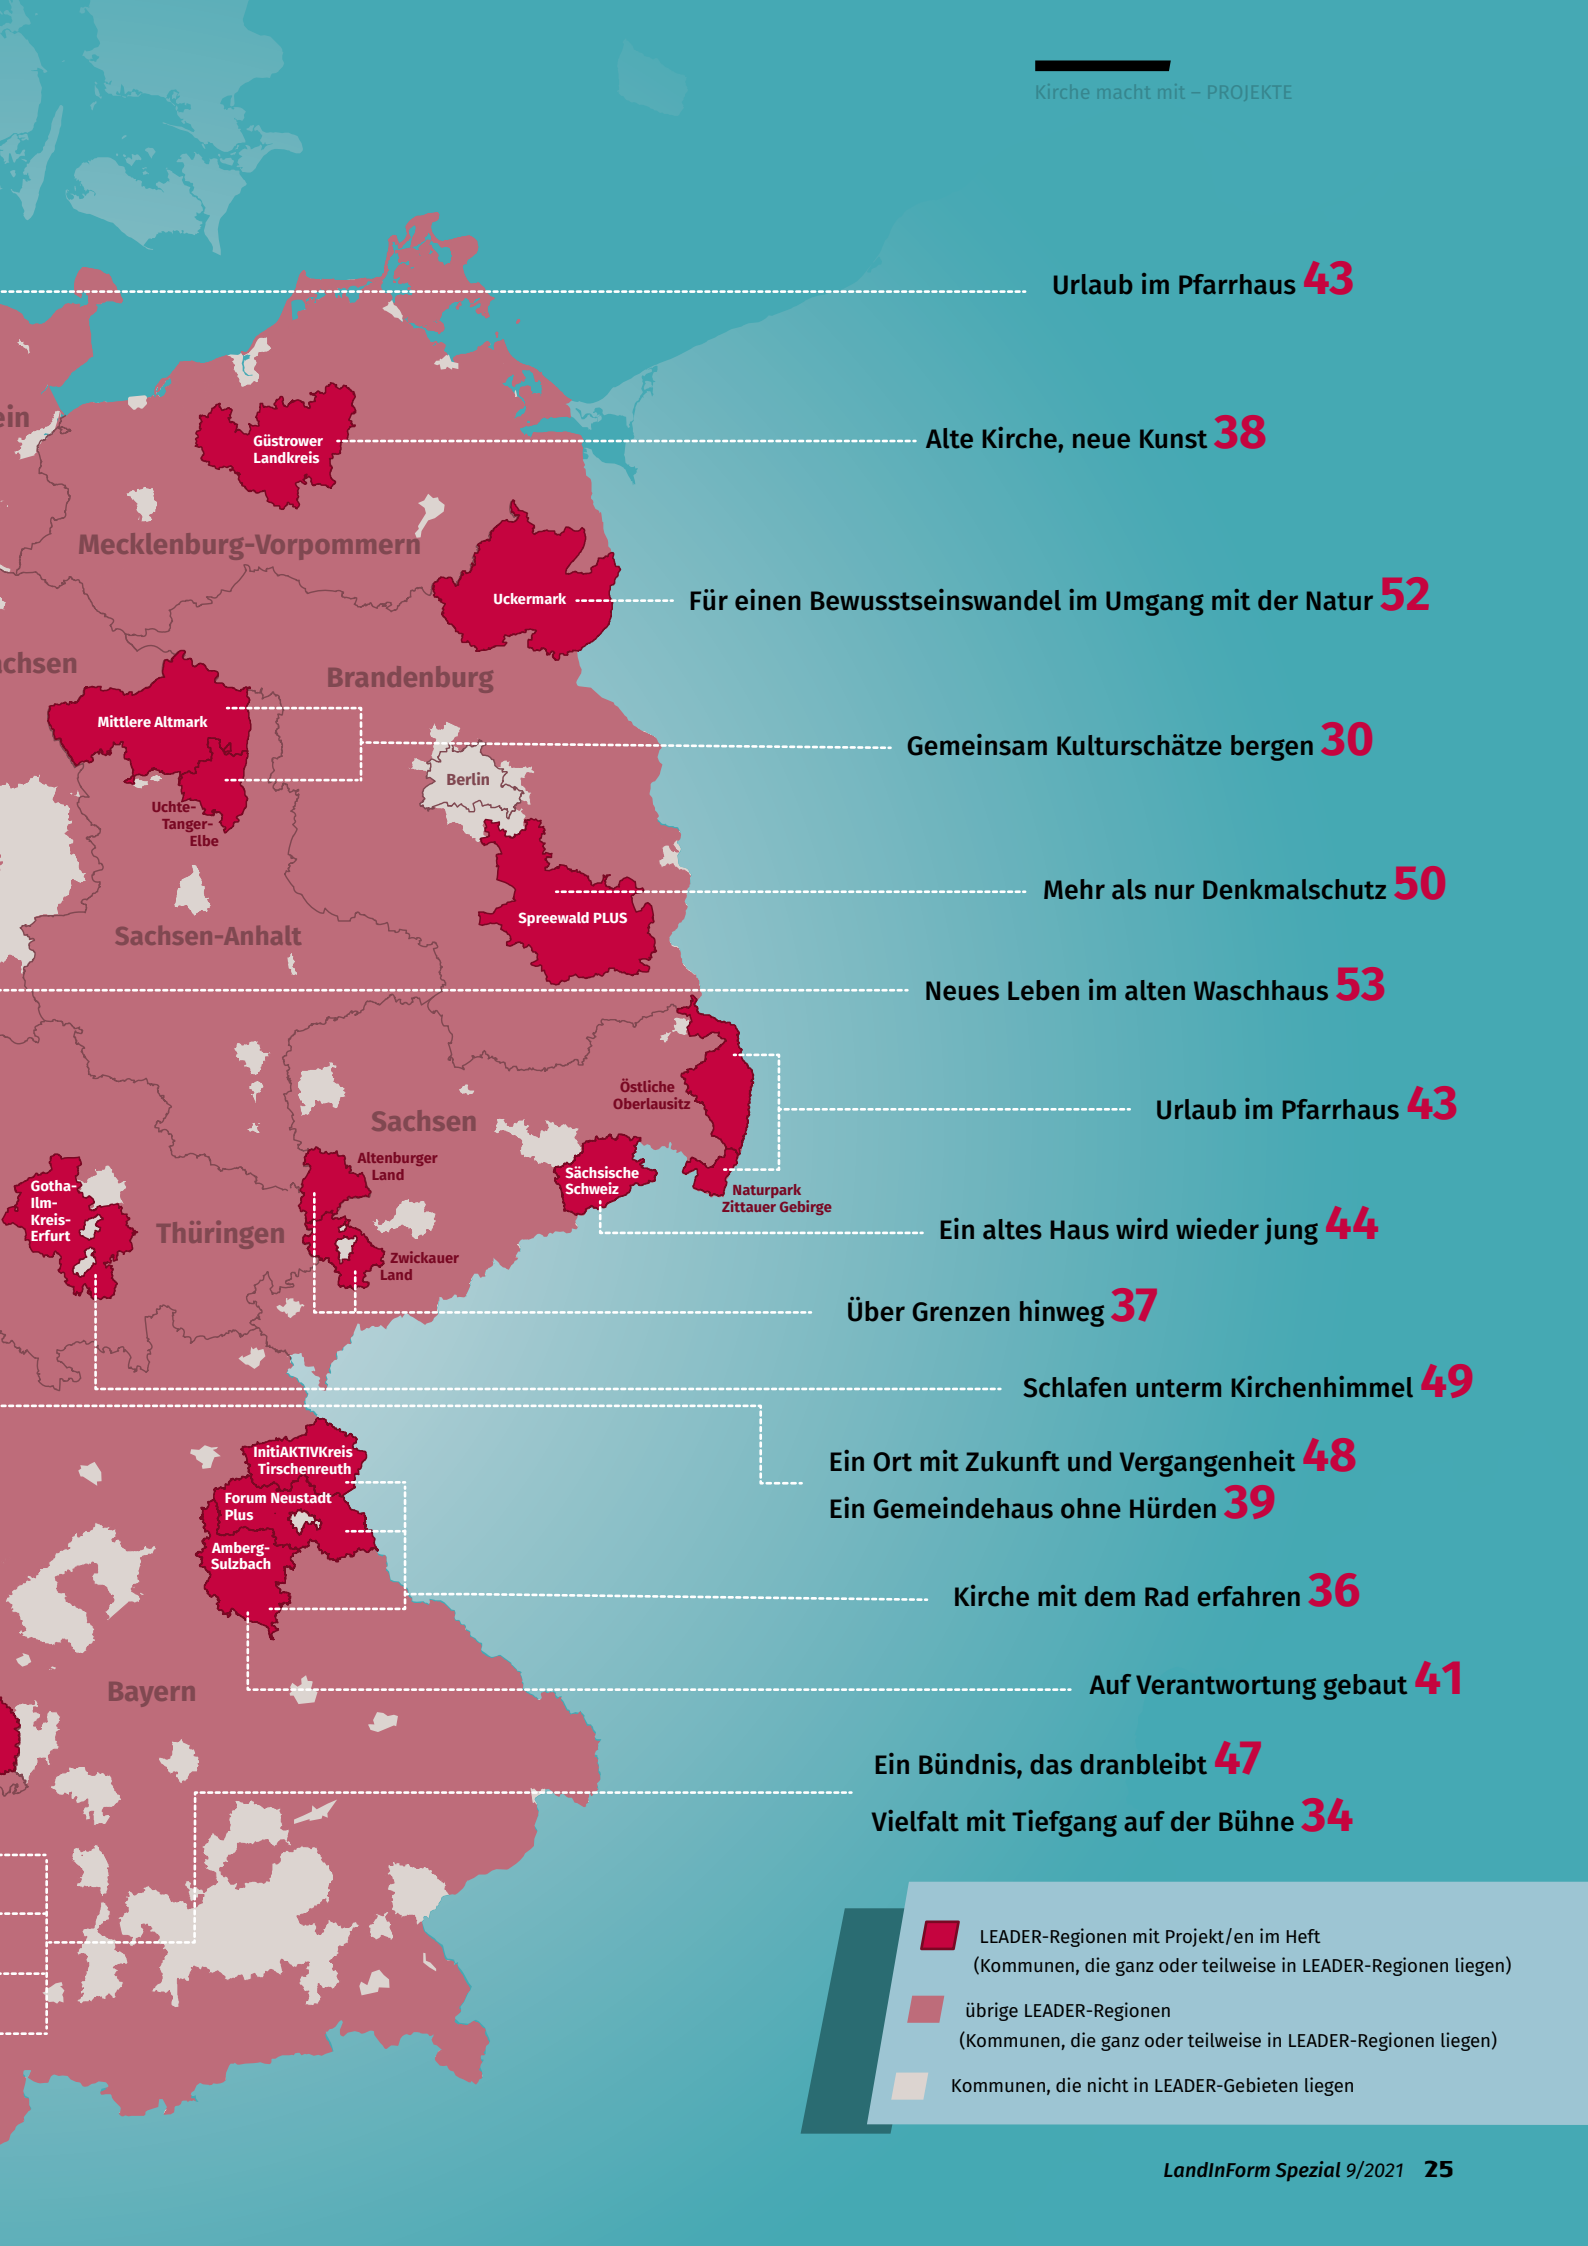 Kirche macht mit – PROJEKTE
Urlaub im Pfarrhaus 43
ein
Güstrower
Landkreis
Alte Kirche, neue Kunst 38
Mecklenburg-Vorpommern
Uckermark
Für einen Bewusstseinswandel im Umgang mit der Natur 52
achsen
Brandenburg
Mittlere Altmark
Gemeinsam Kulturschätze bergen 30
Berlin
Uchte-
Tanger-
Elbe
Mehr als nur Denkmalschutz 50
Spreewald PLUS
Sachsen-Anhalt
Neues Leben im alten Waschhaus 53
Östliche
Oberlausitz
Urlaub im Pfarrhaus 43
Sachsen
Altenburger
Land
Sächsische
Schweiz
Naturpark
Zittauer Gebirge
Gotha-
Ilm-
Kreis-
Erfurt
Thüringen
Ein altes Haus wird wieder jung 44
Zwickauer
Land
Über Grenzen hinweg 37
Schlafen unterm Kirchenhimmel 49
InitiAKTIVKreis
Tirschenreuth
Ein Ort mit Zukunft und Vergangenheit 48
Forum Neustadt
Plus
Ein Gemeindehaus ohne Hürden 39
Amberg-
Sulzbach
Kirche mit dem Rad erfahren 36
Bayern
Auf Verantwortung gebaut 41
Ein Bündnis, das dranbleibt 47
Vielfalt mit Tiefgang auf der Bühne 34
LEADER-Regionen mit Projekt/en im Heft
(Kommunen, die ganz oder teilweise in LEADER-Regionen liegen)
übrige LEADER-Regionen
(Kommunen, die ganz oder teilweise in LEADER-Regionen liegen)
Kommunen, die nicht in LEADER-Gebieten liegen
LandInForm Spezial 9/2021 25